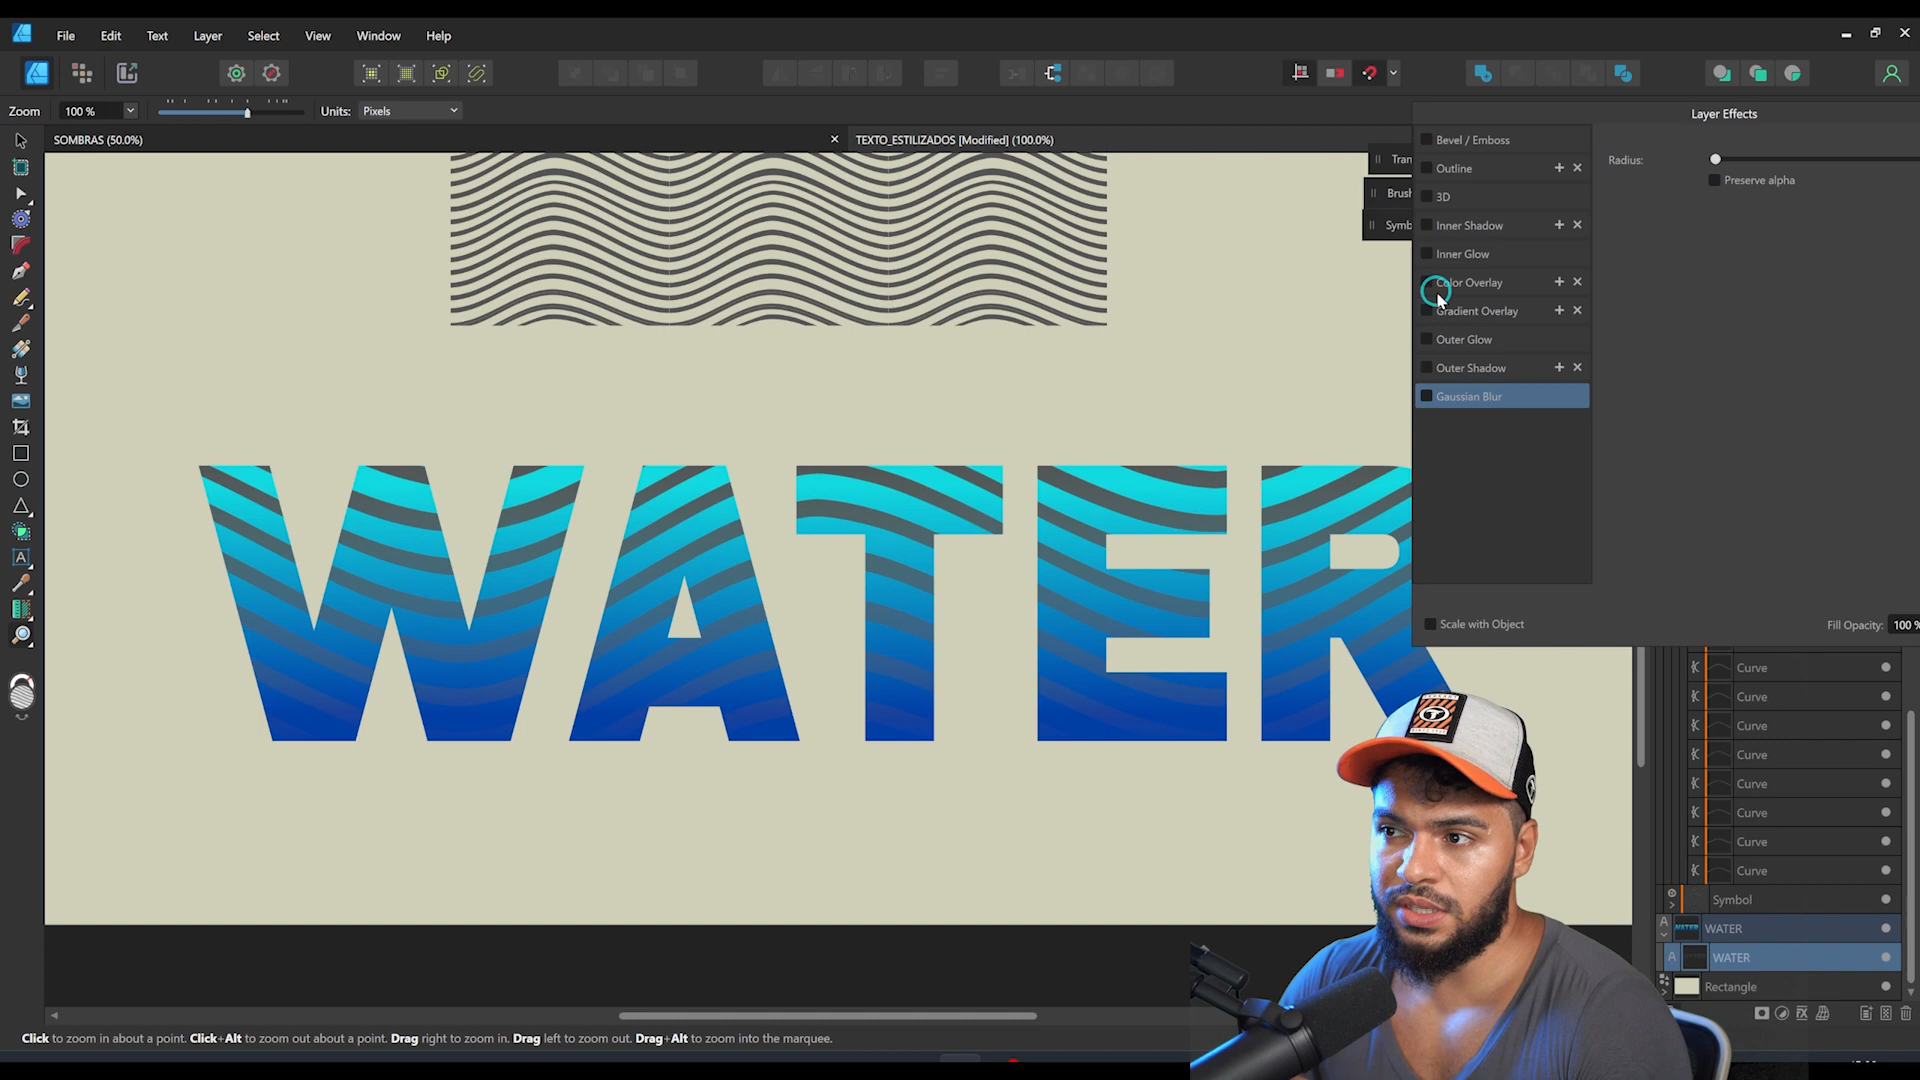 File Edit Text Layer Select View Window Help
Zoom 100 % Units: Pixels
Layer Effects
SOMBRAS (50.0%)
TEXTO_ESTILIZADOS [Modified] (100.0%)
Tran
Brush
Symb
Bevel / Emboss
Outline
3D
Inner Shadow
Inner Glow
Color Overlay
Gradient Overlay
Outer Glow
Outer Shadow
Gaussian Blur
Radius:
Preserve alpha
Scale with Object
Fill Opacity: 100 %
WATER
Curve
Curve
Curve
Curve
Curve
Curve
Curve
Curve
Symbol
WATER
WATER
Rectangle
Click to zoom in about a point. Click+Alt to zoom out about a point. Drag right to zoom in. Drag left to zoom out. Drag+Alt to zoom into the marquee.